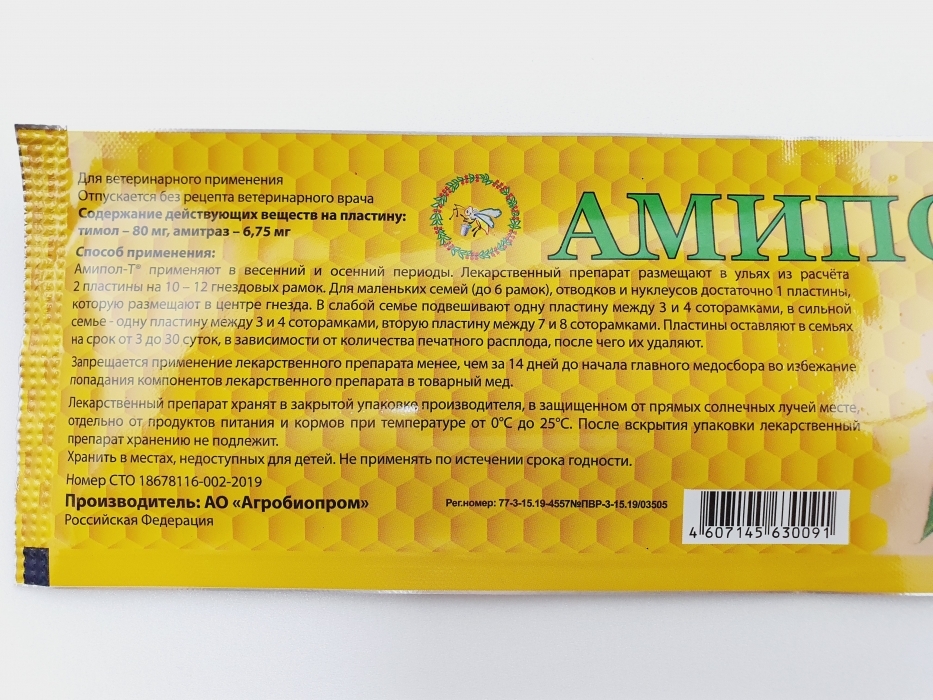 Для ветеринарного применения
Отпускается без рецепта ветеринарного врача
Содержание действующих веществ на пластину:
тимол – 80 мг, амитраз – 6,75 мг
АМИПО
Способ применения:
Амипол-Т® применяют в весенний и осенний периоды. Лекарственный препарат размещают в ульях из расчёта
2 пластины на 10 – 12 гнездовых рамок. Для маленьких семей (до 6 рамок), отводков и нуклеусов достаточно 1 пластины,
которую размещают в центре гнезда. В слабой семье подвешивают одну пластину между 3 и 4 соторамками, в сильной
семье - одну пластину между 3 и 4 соторамками, вторую пластину между 7 и 8 соторамками. Пластины оставляют в семьях
на срок от 3 до 30 суток, в зависимости от количества печатного расплода, после чего их удаляют.
Запрещается применение лекарственного препарата менее, чем за 14 дней до начала главного медосбора во избежание
попадания компонентов лекарственного препарата в товарный мед.
Лекарственный препарат хранят в закрытой упаковке производителя, в защищенном от прямых солнечных лучей месте,
отдельно от продуктов питания и кормов при температуре от 0°С до 25°С. После вскрытия упаковки лекарственный
препарат хранению не подлежит.
Хранить в местах, недоступных для детей. Не применять по истечении срока годности.
Номер СТО 18678116-002-2019
Производитель: АО «Агробиопром»
Российская Федерация
Рег.номер: 77-3-15.19-4557№ПВР-3-15.19/03505
4 607145 630091